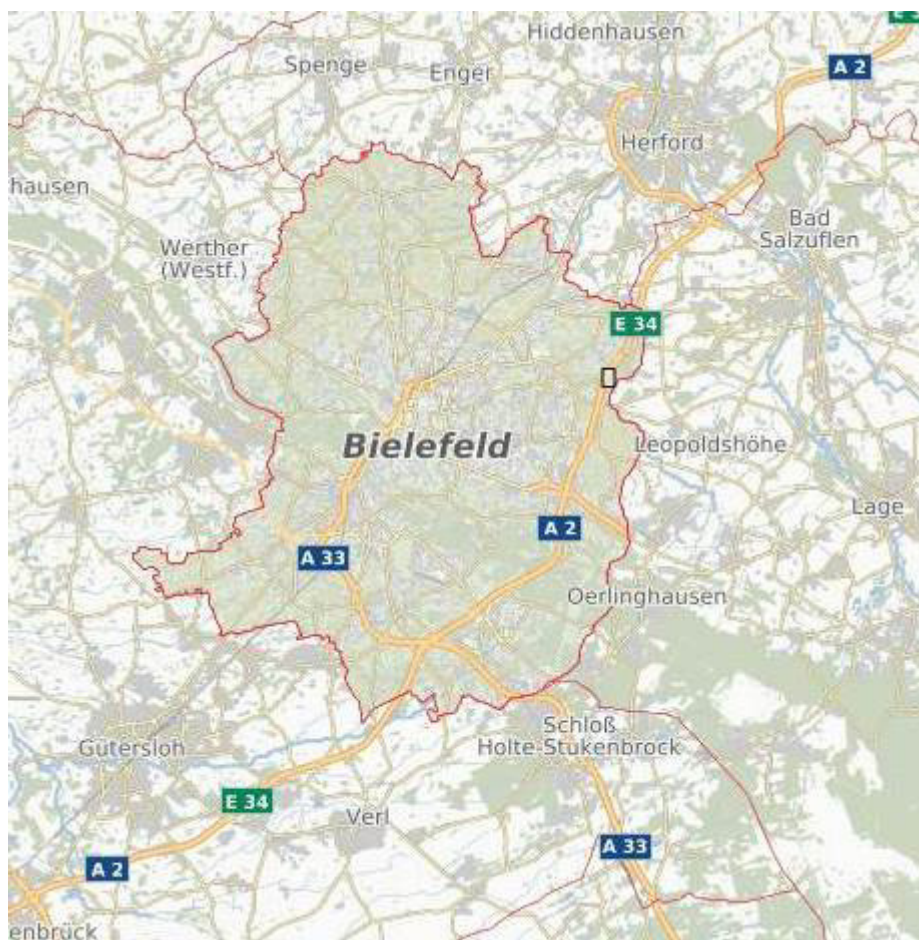 Hiddenhausen
Spenge
Enger
A 2
Herford
hausen
Bad
Salzuflen
Werther
(Westf.)
E 34
Bielefeld
Leopoldshöhe
Lage
A 2
A 33
Oerlinghausen
Schloß
Holte-Stukenbrock
Gütersloh
E 34
Verl
A 33
A 2
enbrück